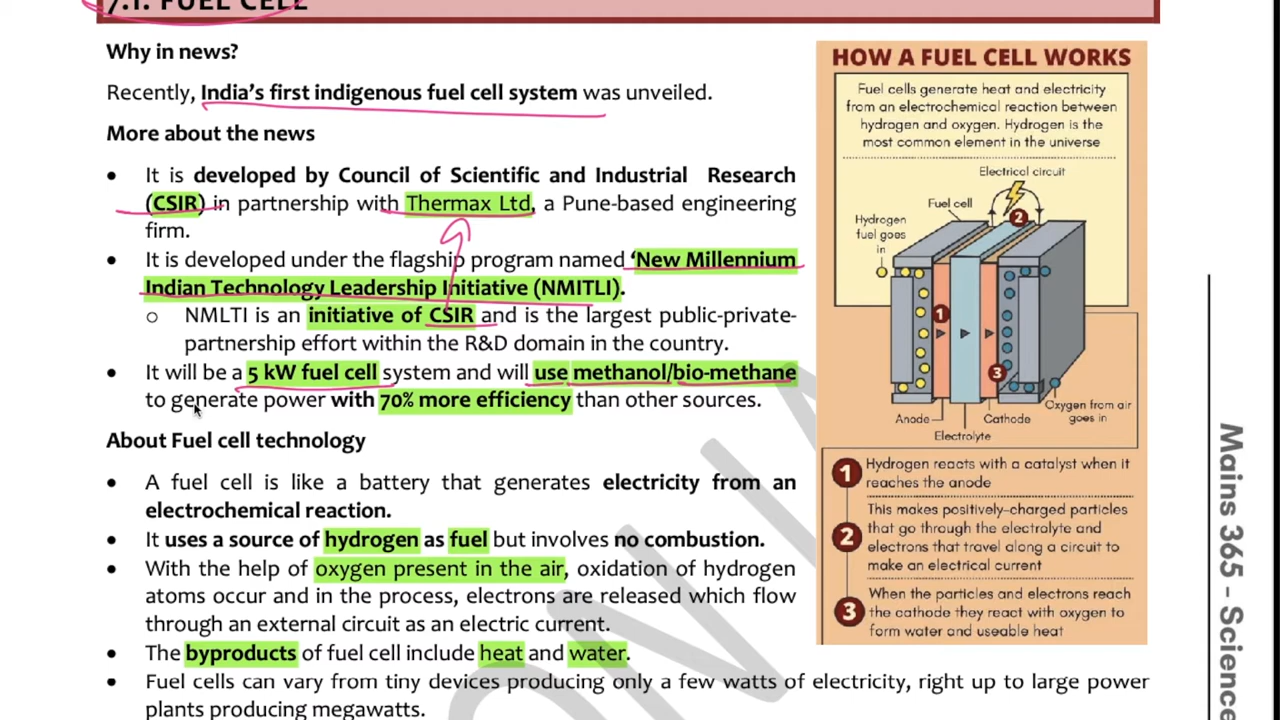 7.1. FUEL CELL
Why in news?
Recently, India's first indigenous fuel cell system was unveiled.
More about the news
• It is developed by Council of Scientific and Industrial Research
(CSIR) in partnership with Thermax Ltd, a Pune-based engineering
firm.
• It is developed under the flagship program named 'New Millennium
Indian Technology Leadership Initiative (NMITLI).
o NMLTI is an initiative of CSIR and is the largest public-private-
partnership effort within the R&D domain in the country.
• It will be a 5 kW fuel cell system and will use methanol/bio-methane
to generate power with 70% more efficiency than other sources.
About Fuel cell technology
• A fuel cell is like a battery that generates electricity from an
electrochemical reaction.
• It uses a source of hydrogen as fuel but involves no combustion.
• With the help of oxygen present in the air, oxidation of hydrogen
atoms occur and in the process, electrons are released which flow
through an external circuit as an electric current.
• The byproducts of fuel cell include heat and water.
• Fuel cells can vary from tiny devices producing only a few watts of electricity, right up to large power
plants producing megawatts.
HOW A FUEL CELL WORKS
Fuel cells generate heat and electricity
from an electrochemical reaction between
hydrogen and oxygen. Hydrogen is the
most common element in the universe
Electrical circuit
Fuel cell
2
Hydrogen
fuel goes
in
1
3
Oxygen from air
goes in
Anode
Cathode
Electrolyte
1 Hydrogen reacts with a catalyst when it
reaches the anode
2 This makes positively-charged particles
that go through the electrolyte and
electrons that travel along a circuit to
make an electrical current
3 When the particles and electrons reach
the cathode they react with oxygen to
form water and useable heat
Mains 365 - Science